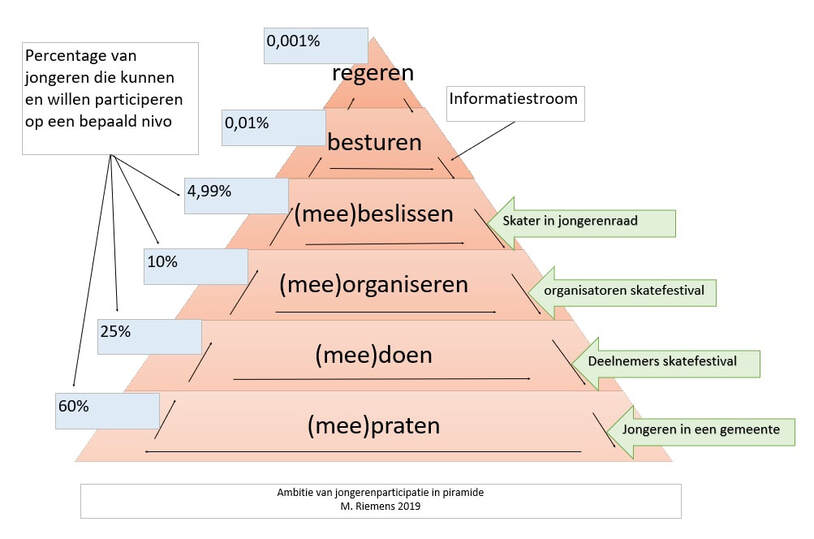 0,001%
Percentage van
jongeren die kunnen
en willen participeren
op een bepaald nivo
regeren
Informatiestroom
0,01%
besturen
4,99%
(mee)beslissen
Skater in jongerenraad
10%
(mee)organiseren
organisatoren skatefestival
25%
(mee)doen
Deelnemers skatefestival
60%
(mee)praten
Jongeren in een gemeente
Ambitie van jongerenparticipatie in piramide
M. Riemens 2019